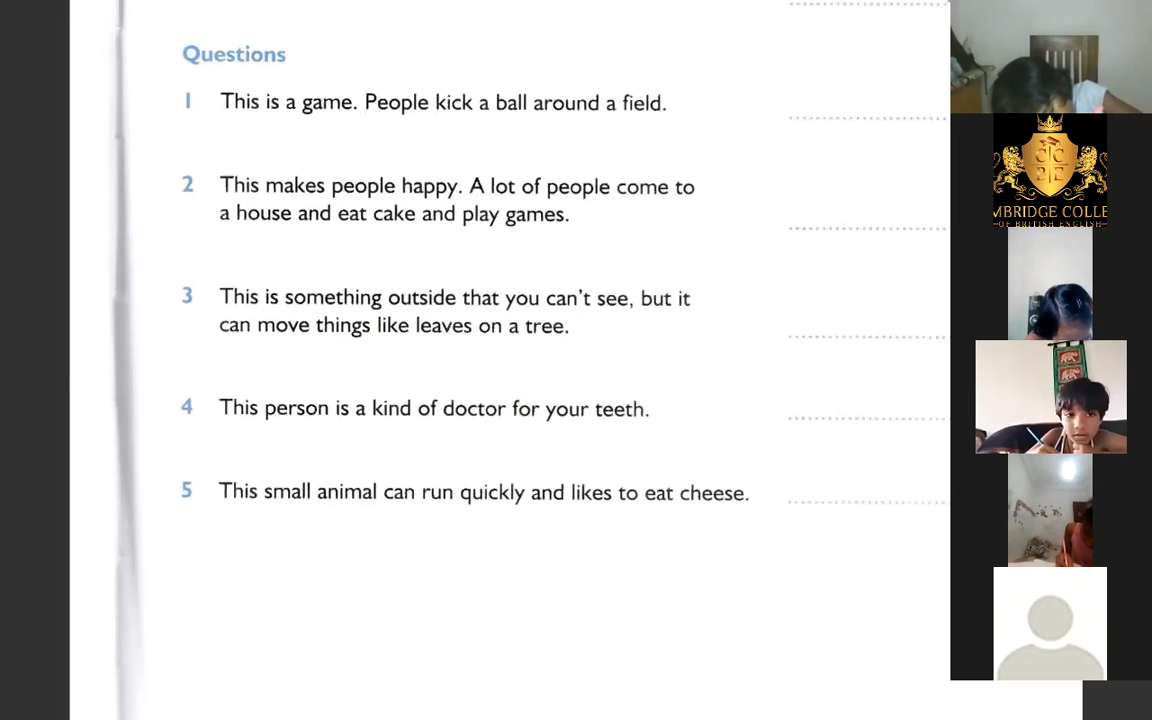 Questions
1 This is a game. People kick a ball around a field.
2 This makes people happy. A lot of people come to
a house and eat cake and play games.
3 This is something outside that you can't see, but it
can move things like leaves on a tree.
4 This person is a kind of doctor for your teeth.
5 This small animal can run quickly and likes to eat cheese.
MBRIDGE COLLE
OF BRITISH ENGLISH